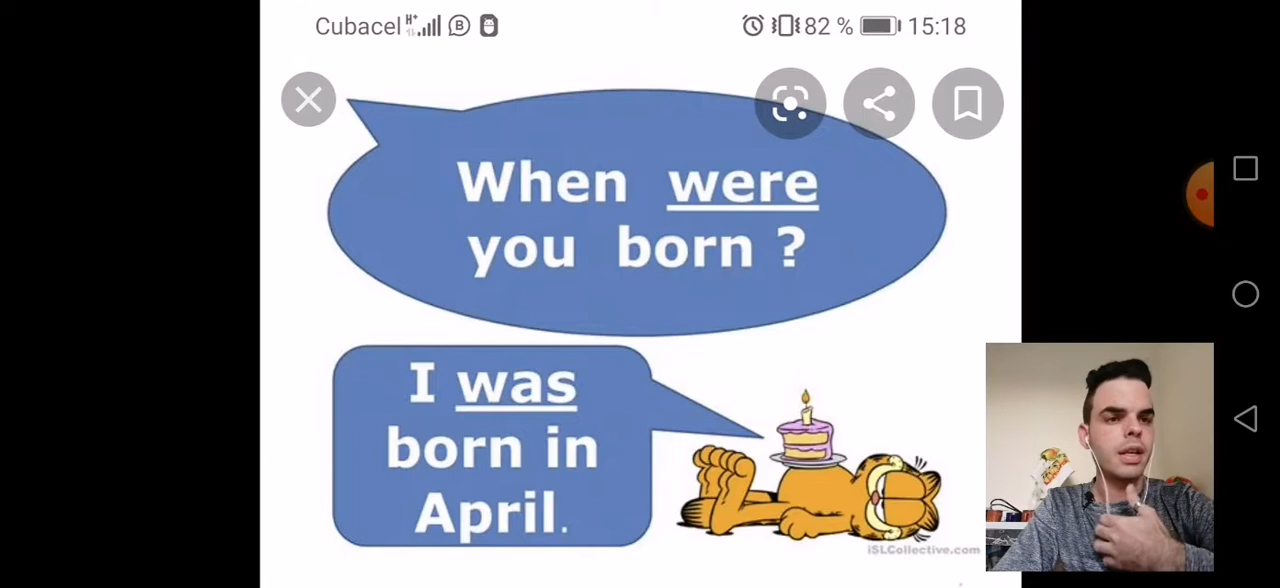 Cubacel H+ B 82 % 15:18
When were
you born ?
I was
born in
April.
iSLCollective.com